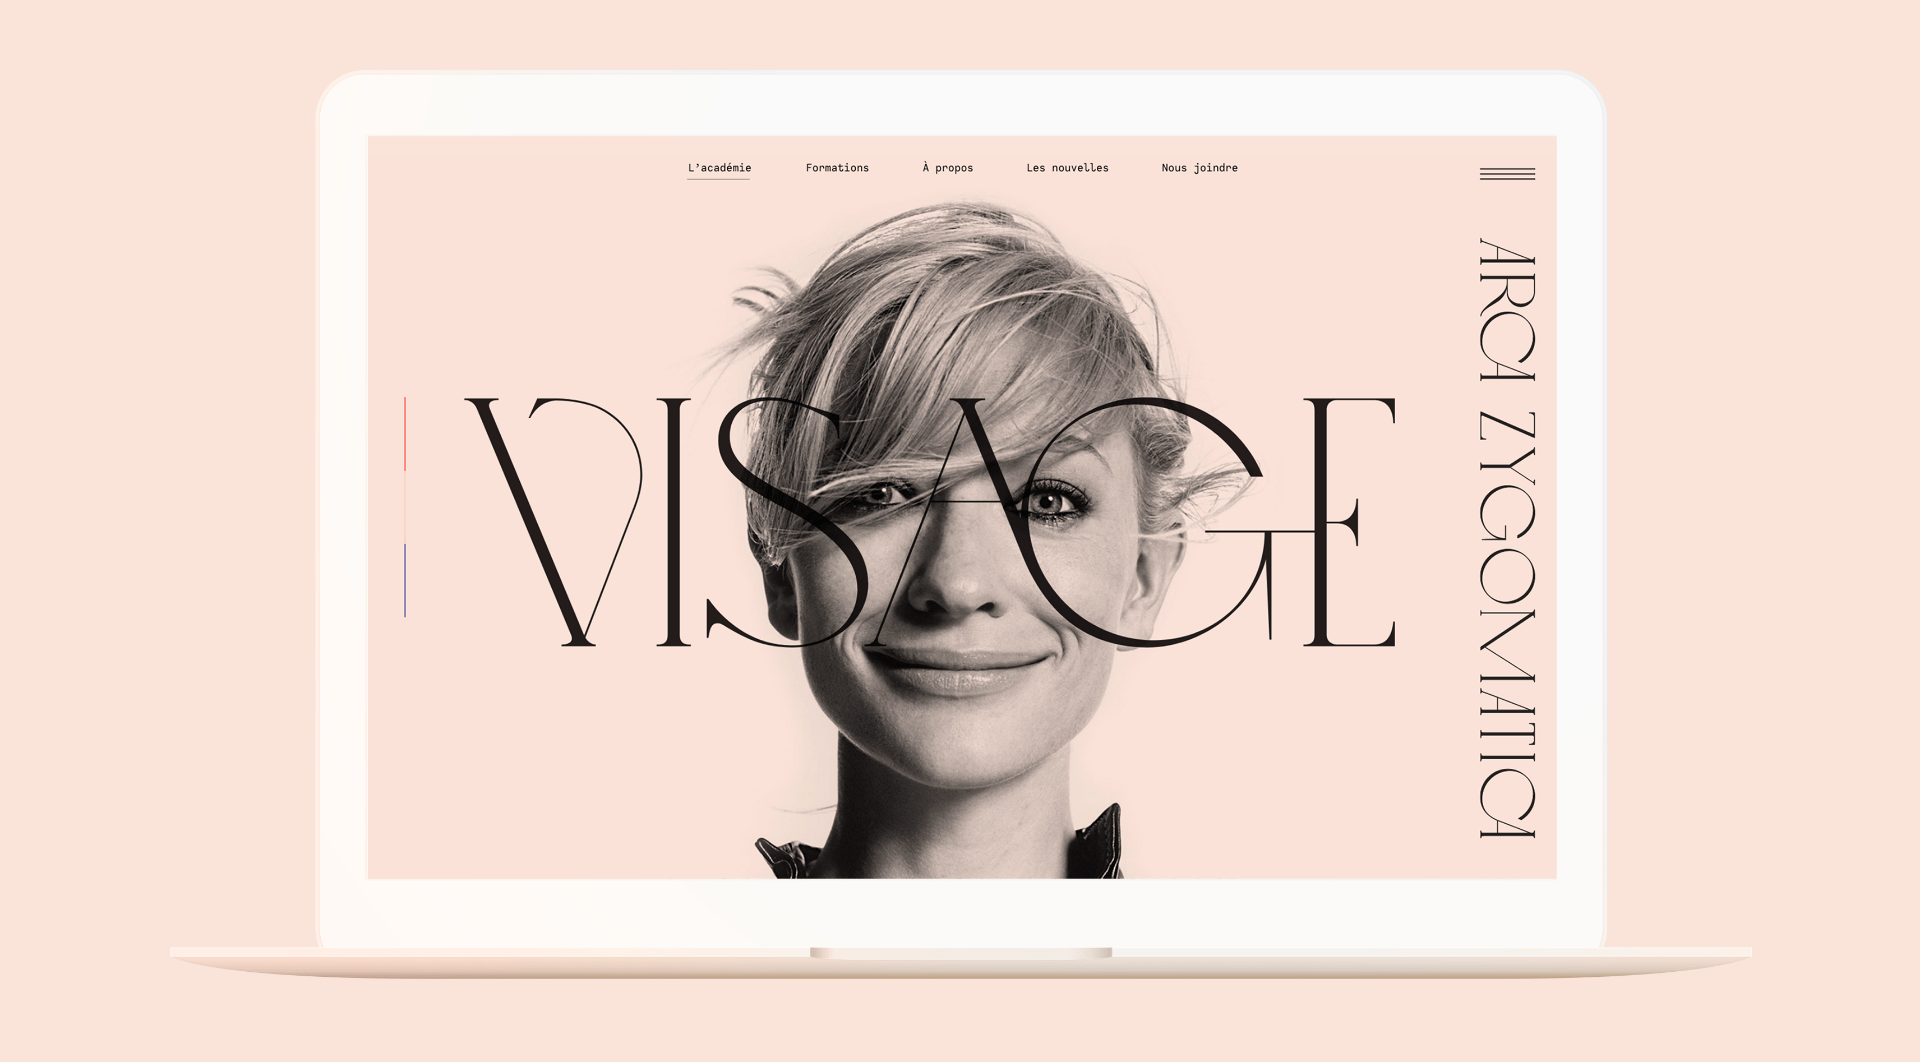 L’académie
Formations
À propos
Les nouvelles
Nous joindre
VISAGE
ARCA ZYGOMATICA